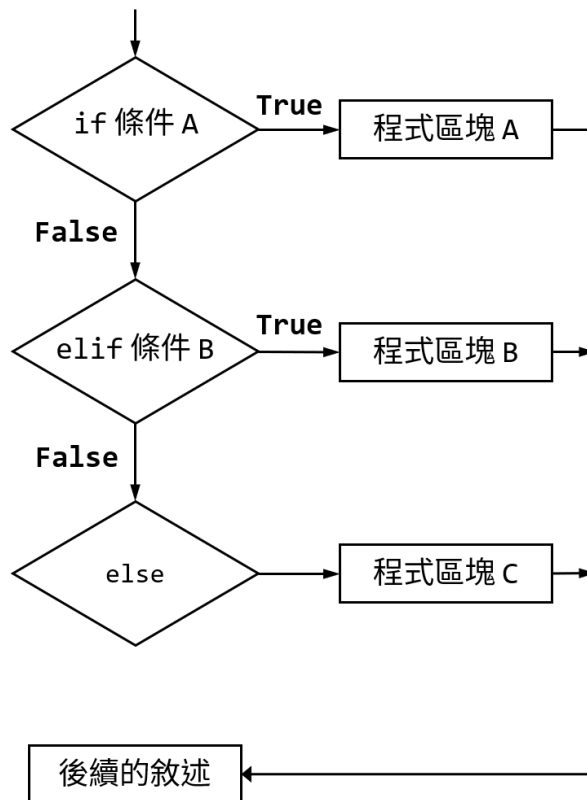 if 條件 A
True
程式區塊 A
False
elif 條件 B
True
程式區塊 B
False
else
程式區塊 C
後續的敘述